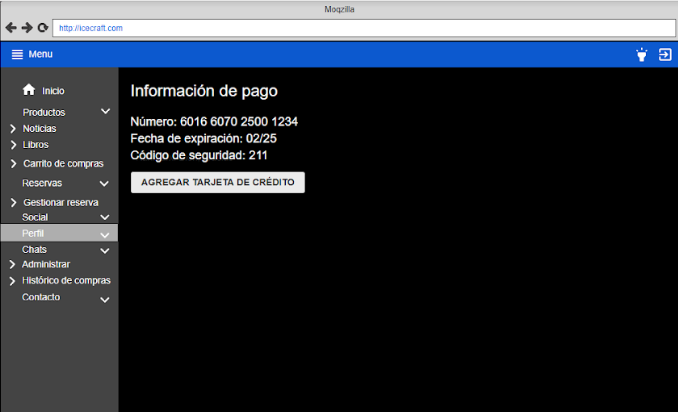 Moqzilla
http://icecraft.com
Menu
Inicio
Productos
Noticias
Libros
Carrito de compras
Reservas
Gestionar reserva
Social
Perfil
Chats
Administrar
Histórico de compras
Contacto
Información de pago
Número: 6016 6070 2500 1234
Fecha de expiración: 02/25
Código de seguridad: 211
AGREGAR TARJETA DE CRÉDITO